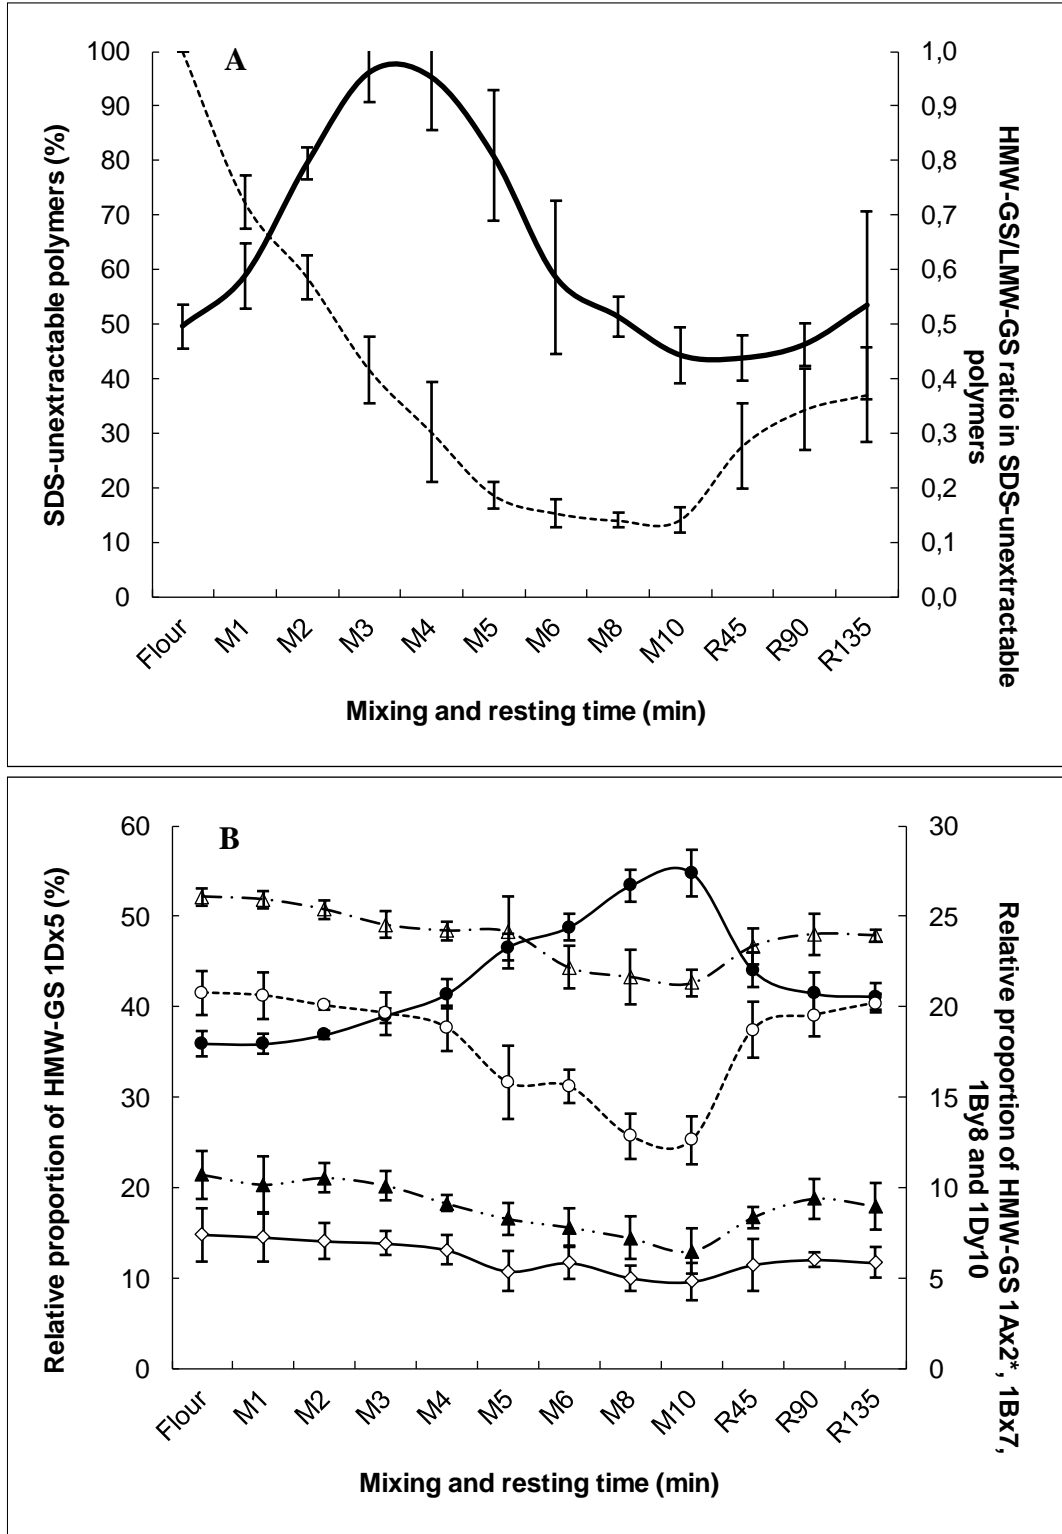 A
SDS-unextractable polymers (%)
100
90
80
70
60
50
40
30
20
10
0
1,0
0,9
0,8
0,7
0,6
0,5
0,4
0,3
0,2
0,1
0,0
HMW-GS/LMW-GS ratio in SDS-unextractable
polymers
Flour
M1
M2
M3
M4
M5
M6
M8
M10
R45
R90
R135
Mixing and resting time (min)
B
Relative proportion of HMW-GS 1Dx5 (%)
60
50
40
30
20
10
0
30
25
20
15
10
5
0
Relative proportion of HMW-GS 1Ax2*, 1Bx7,
1By8 and 1Dy10
Flour
M1
M2
M3
M4
M5
M6
M8
M10
R45
R90
R135
Mixing and resting time (min)